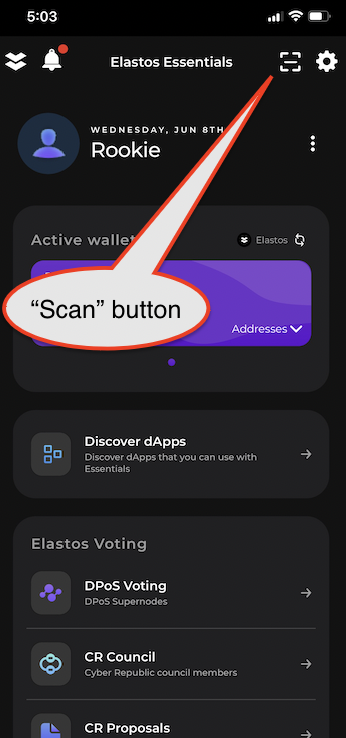 5:03
Elastos Essentials
WEDNESDAY, JUN 8TH
Rookie
Active wallet
Elastos
“Scan” button
Addresses
Discover dApps
Discover dApps that you can use with
Essentials
Elastos Voting
DPoS Voting
DPoS Supernodes
CR Council
Cyber Republic council members
CR Proposals